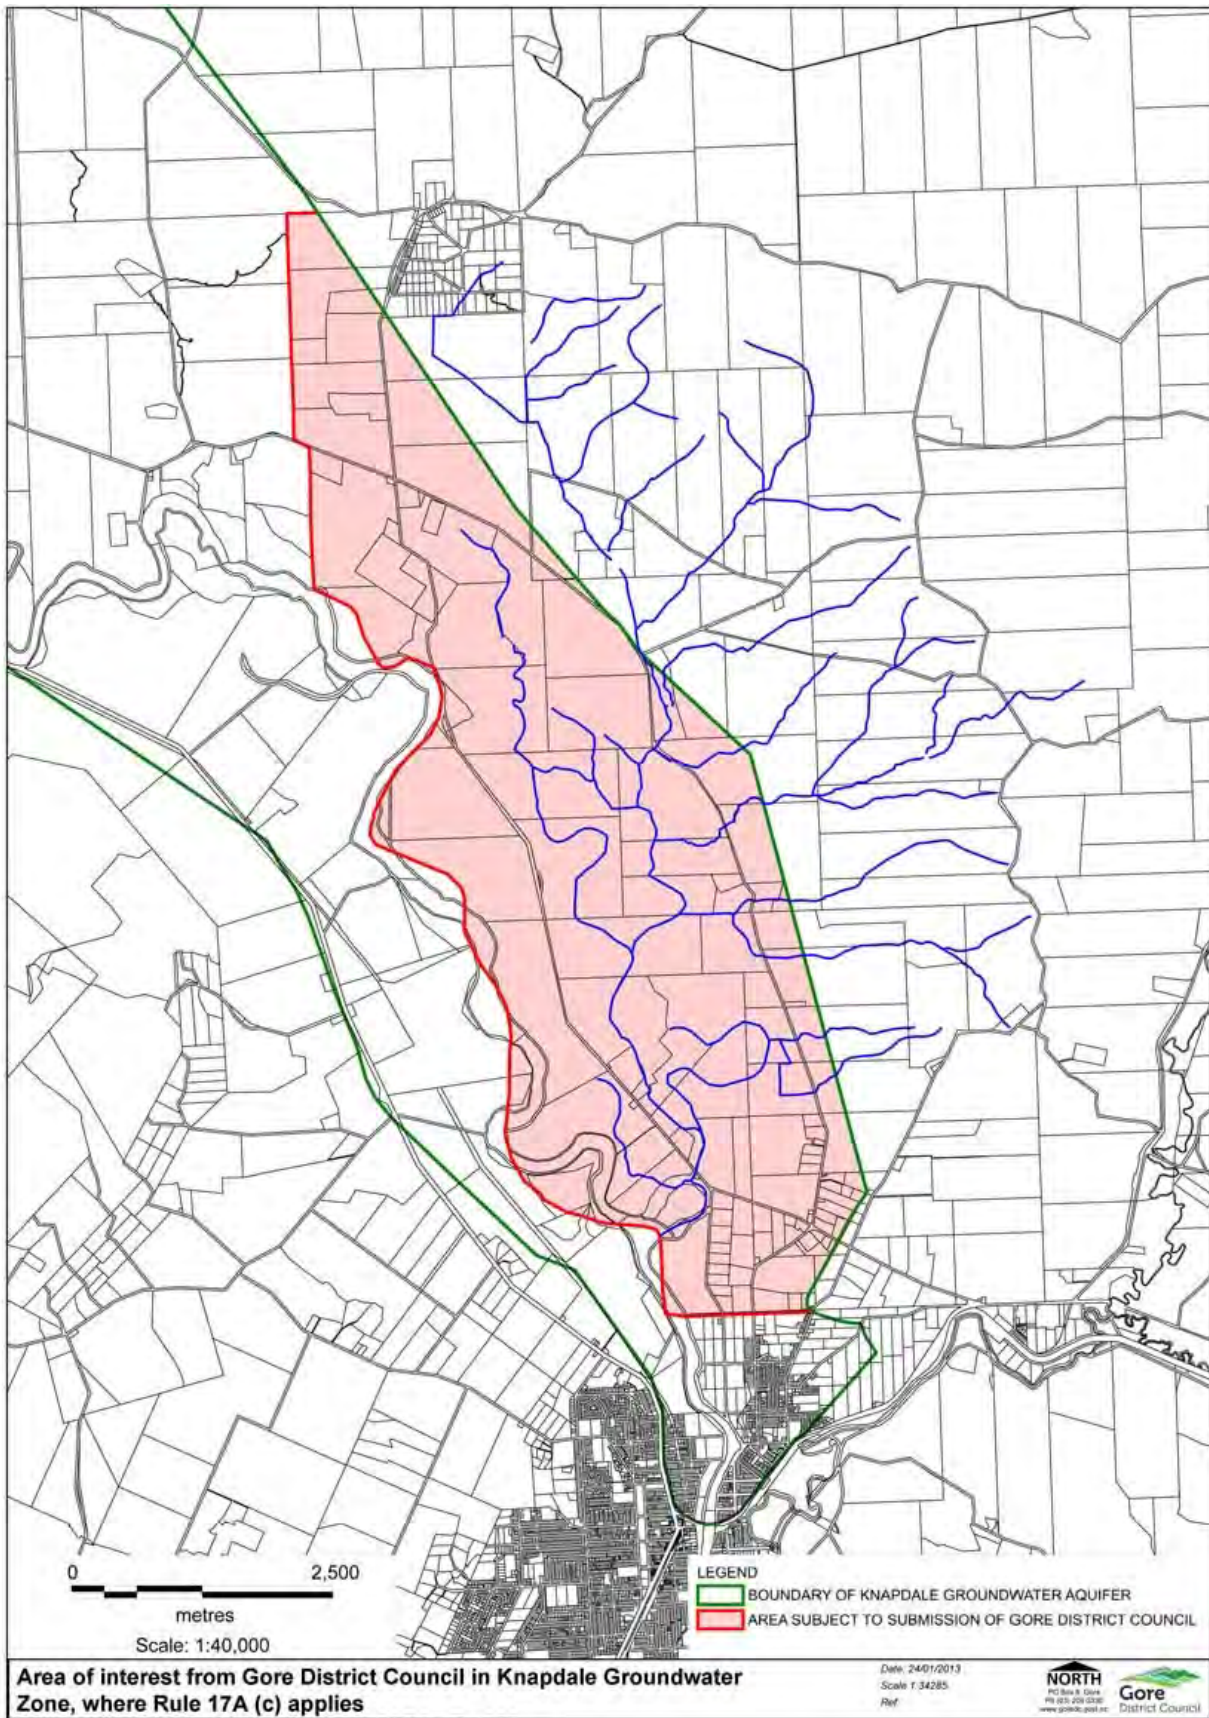 0 2,500
metres
Scale: 1:40,000
LEGEND
BOUNDARY OF KNAPDALE GROUNDWATER AQUIFER
AREA SUBJECT TO SUBMISSION OF GORE DISTRICT COUNCIL
Area of interest from Gore District Council in Knapdale Groundwater
Zone, where Rule 17A (c) applies
Date: 24/01/2013
Scale 1:34285
Ref
NORTH
Gore
District Council